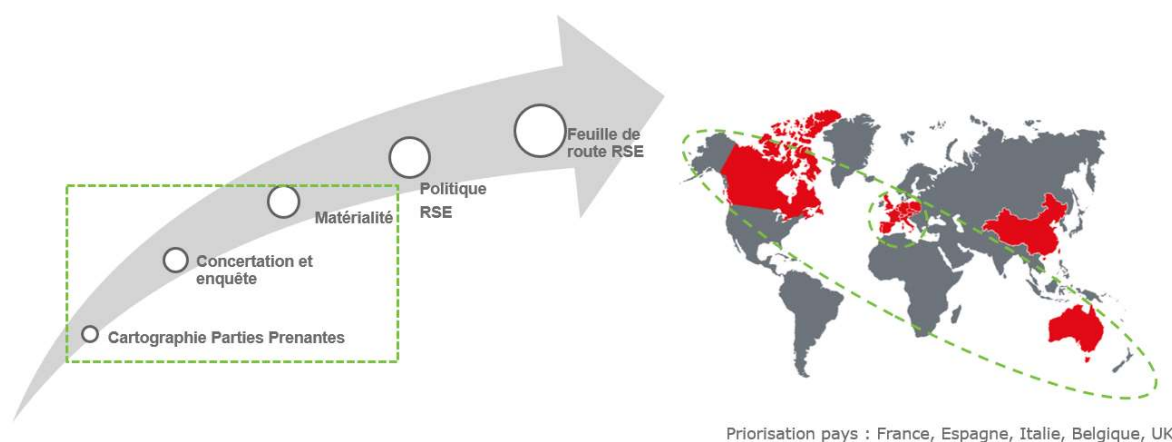 Feuille de
route RSE
Politique
RSE
Matérialité
Concertation et
enquête
Cartographie Parties Prenantes
Priorisation pays : France, Espagne, Italie, Belgique, UK